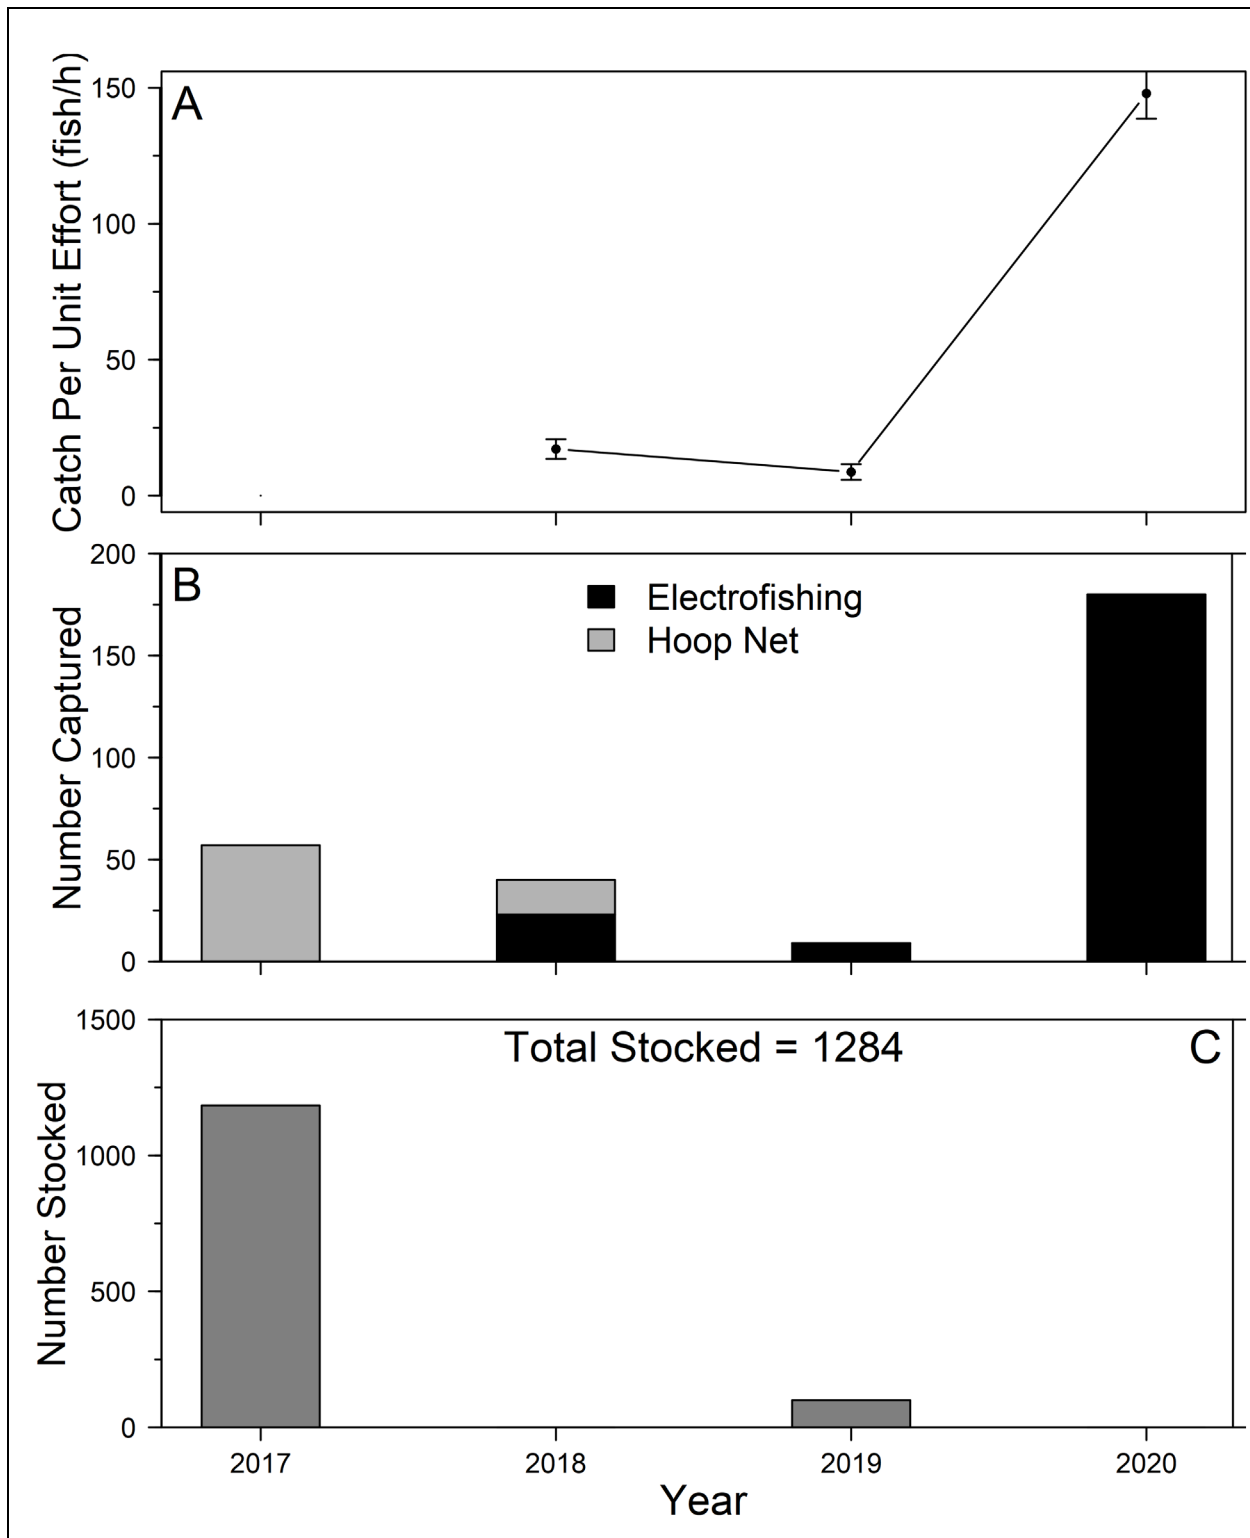 A
Catch Per Unit Effort (fish/h)
150
100
50
0
B
Number Captured
200
150
100
50
0
Electrofishing
Hoop Net
Total Stocked = 1284
C
Number Stocked
1500
1000
500
0
2017 2018 2019 2020
Year